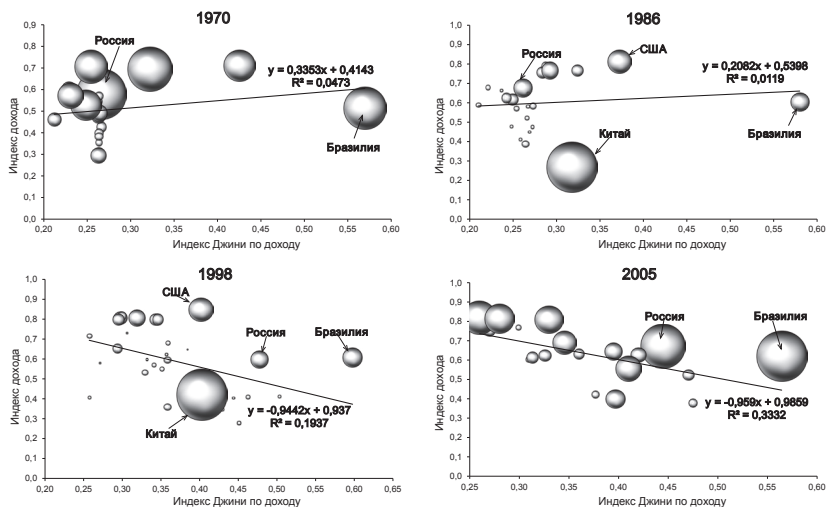 1970
0,9
0,8
0,7
0,6
0,5
0,4
0,3
0,2
0,1
0,0
Индекс дохода
Россия
y = 0,3353x + 0,4143
R² = 0,0473
Бразилия
0,20 0,25 0,30 0,35 0,40 0,45 0,50 0,55 0,60
Индекс Джини по доходу
1986
1,0
0,9
0,8
0,7
0,6
0,5
0,4
0,3
0,2
0,1
0,0
Индекс дохода
Россия
США
y = 0,2082x + 0,5398
R² = 0,0119
Китай
Бразилия
0,20 0,25 0,30 0,35 0,40 0,45 0,50 0,55 0,60
Индекс Джини по доходу
1998
1,0
0,9
0,8
0,7
0,6
0,5
0,4
0,3
0,2
0,1
0,0
Индекс дохода
США
Россия
Бразилия
y = -0,9442x + 0,937
R² = 0,1937
Китай
0,20 0,25 0,30 0,35 0,40 0,45 0,50 0,55 0,60 0,65
Индекс Джини по доходу
2005
1,0
0,9
0,8
0,7
0,6
0,5
0,4
0,3
0,2
0,1
0,0
Индекс дохода
Россия
Бразилия
y = -0,959x + 0,9859
R² = 0,3332
0,25 0,30 0,35 0,40 0,45 0,50 0,55 0,60
Индекс Джини по доходу